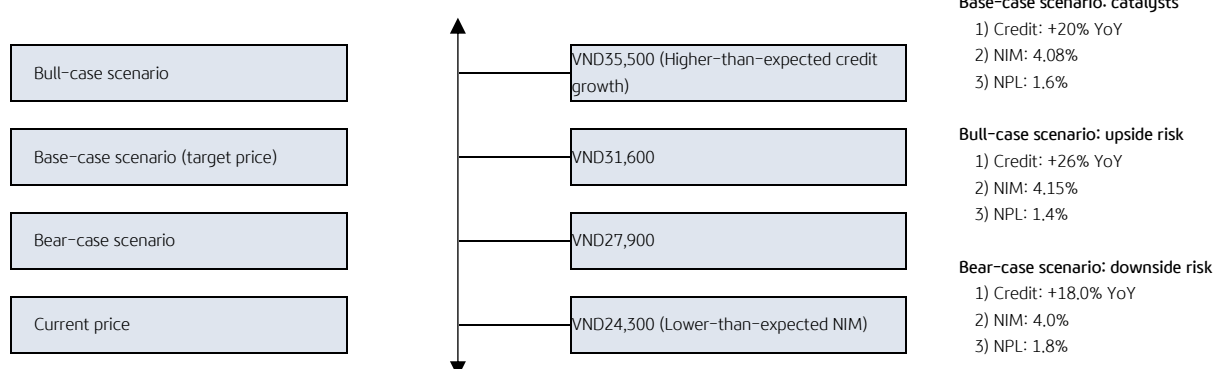 Bull-case scenario
VND35,500 (Higher-than-expected credit
growth)
Base-case scenario (target price)
VND31,600
Bear-case scenario
VND27,900
Current price
VND24,300 (Lower-than-expected NIM)
Base-case scenario: catalysts
1) Credit: +20% YoY
2) NIM: 4.08%
3) NPL: 1.6%
Bull-case scenario: upside risk
1) Credit: +26% YoY
2) NIM: 4.15%
3) NPL: 1.4%
Bear-case scenario: downside risk
1) Credit: +18.0% YoY
2) NIM: 4.0%
3) NPL: 1.8%